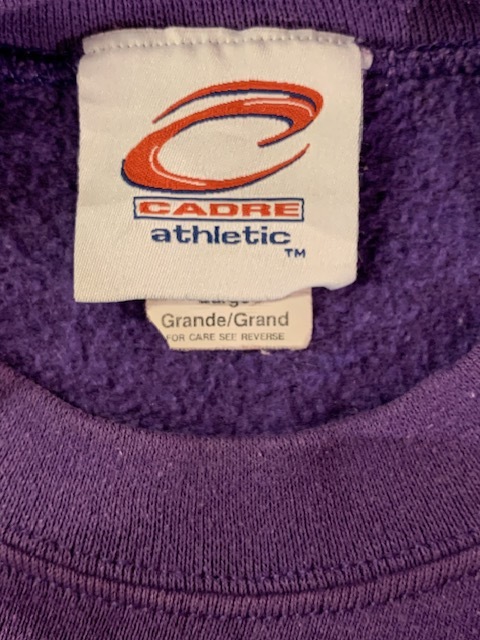 CADRE
athletic
TM
Grande/Grand
FOR CARE SEE REVERSE